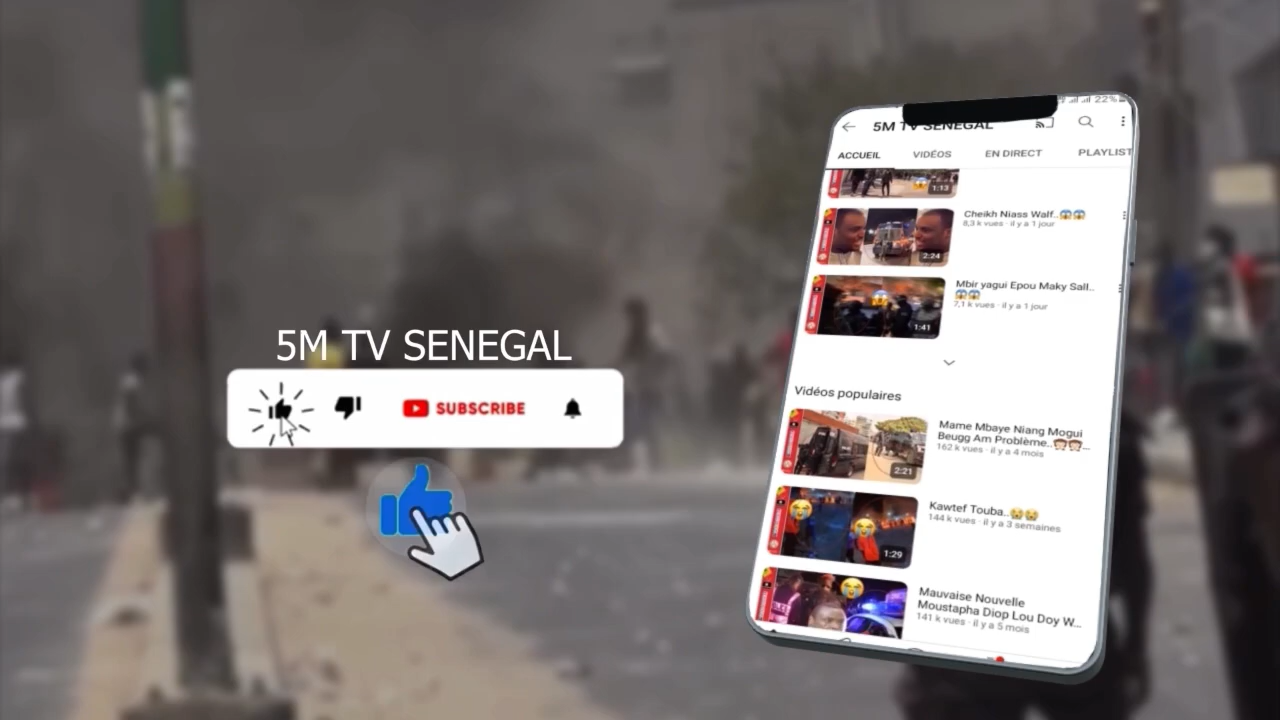 5M TV SENEGAL
SUBSCRIBE
22%
5M TV SENEGAL
ACCUEIL VIDÉOS EN DIRECT PLAYLIST
1:13
Cheikh Niass Walf..😱😱
8,3 k vues · il y a 1 jour
2:24
Mbir yagui Epou Maky Sall..
😱😱
7,1 k vues · il y a 1 jour
1:41
Vidéos populaires
Mame Mbaye Niang Mogui
Beugg Am Problème..🤦🏻🤦🏻...
162 k vues · il y a 4 mois
2:21
Kawtef Touba..😭😭
144 k vues · il y a 3 semaines
1:29
Mauvaise Nouvelle
Moustapha Diop Lou Doy W...
141 k vues · il y a 5 mois